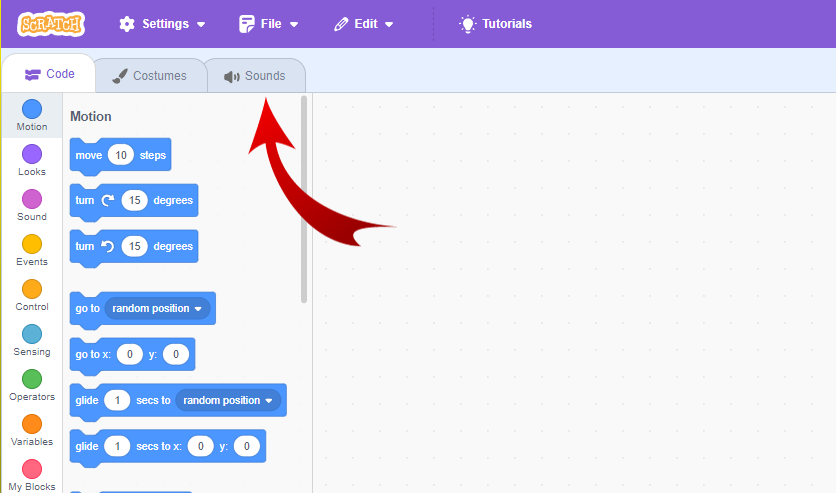 SCRATCH Settings File Edit Tutorials
Code Costumes Sounds
Motion
Looks
Sound
Events
Control
Sensing
Operators
Variables
My Blocks
Motion
move 10 steps
turn 15 degrees
turn 15 degrees
go to random position
go to x: 0 y: 0
glide 1 secs to random position
glide 1 secs to x: 0 y: 0